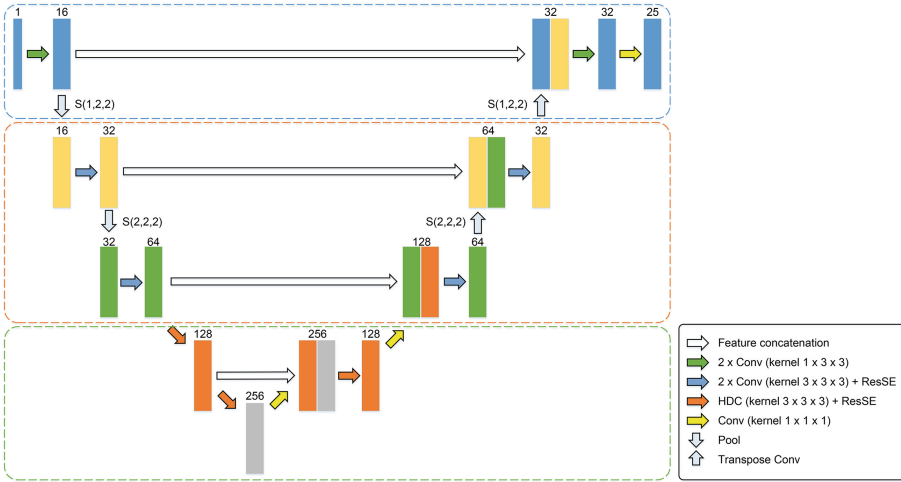 1
16
32
32
25
S(1,2,2)
S(1,2,2)
16
32
64
32
S(2,2,2)
S(2,2,2)
32
64
128
64
128
256
128
256
Feature concatenation
2 x Conv (kernel 1 x 3 x 3)
2 x Conv (kernel 3 x 3 x 3) + ResSE
HDC (kernel 3 x 3 x 3) + ResSE
Conv (kernel 1 x 1 x 1)
Pool
Transpose Conv